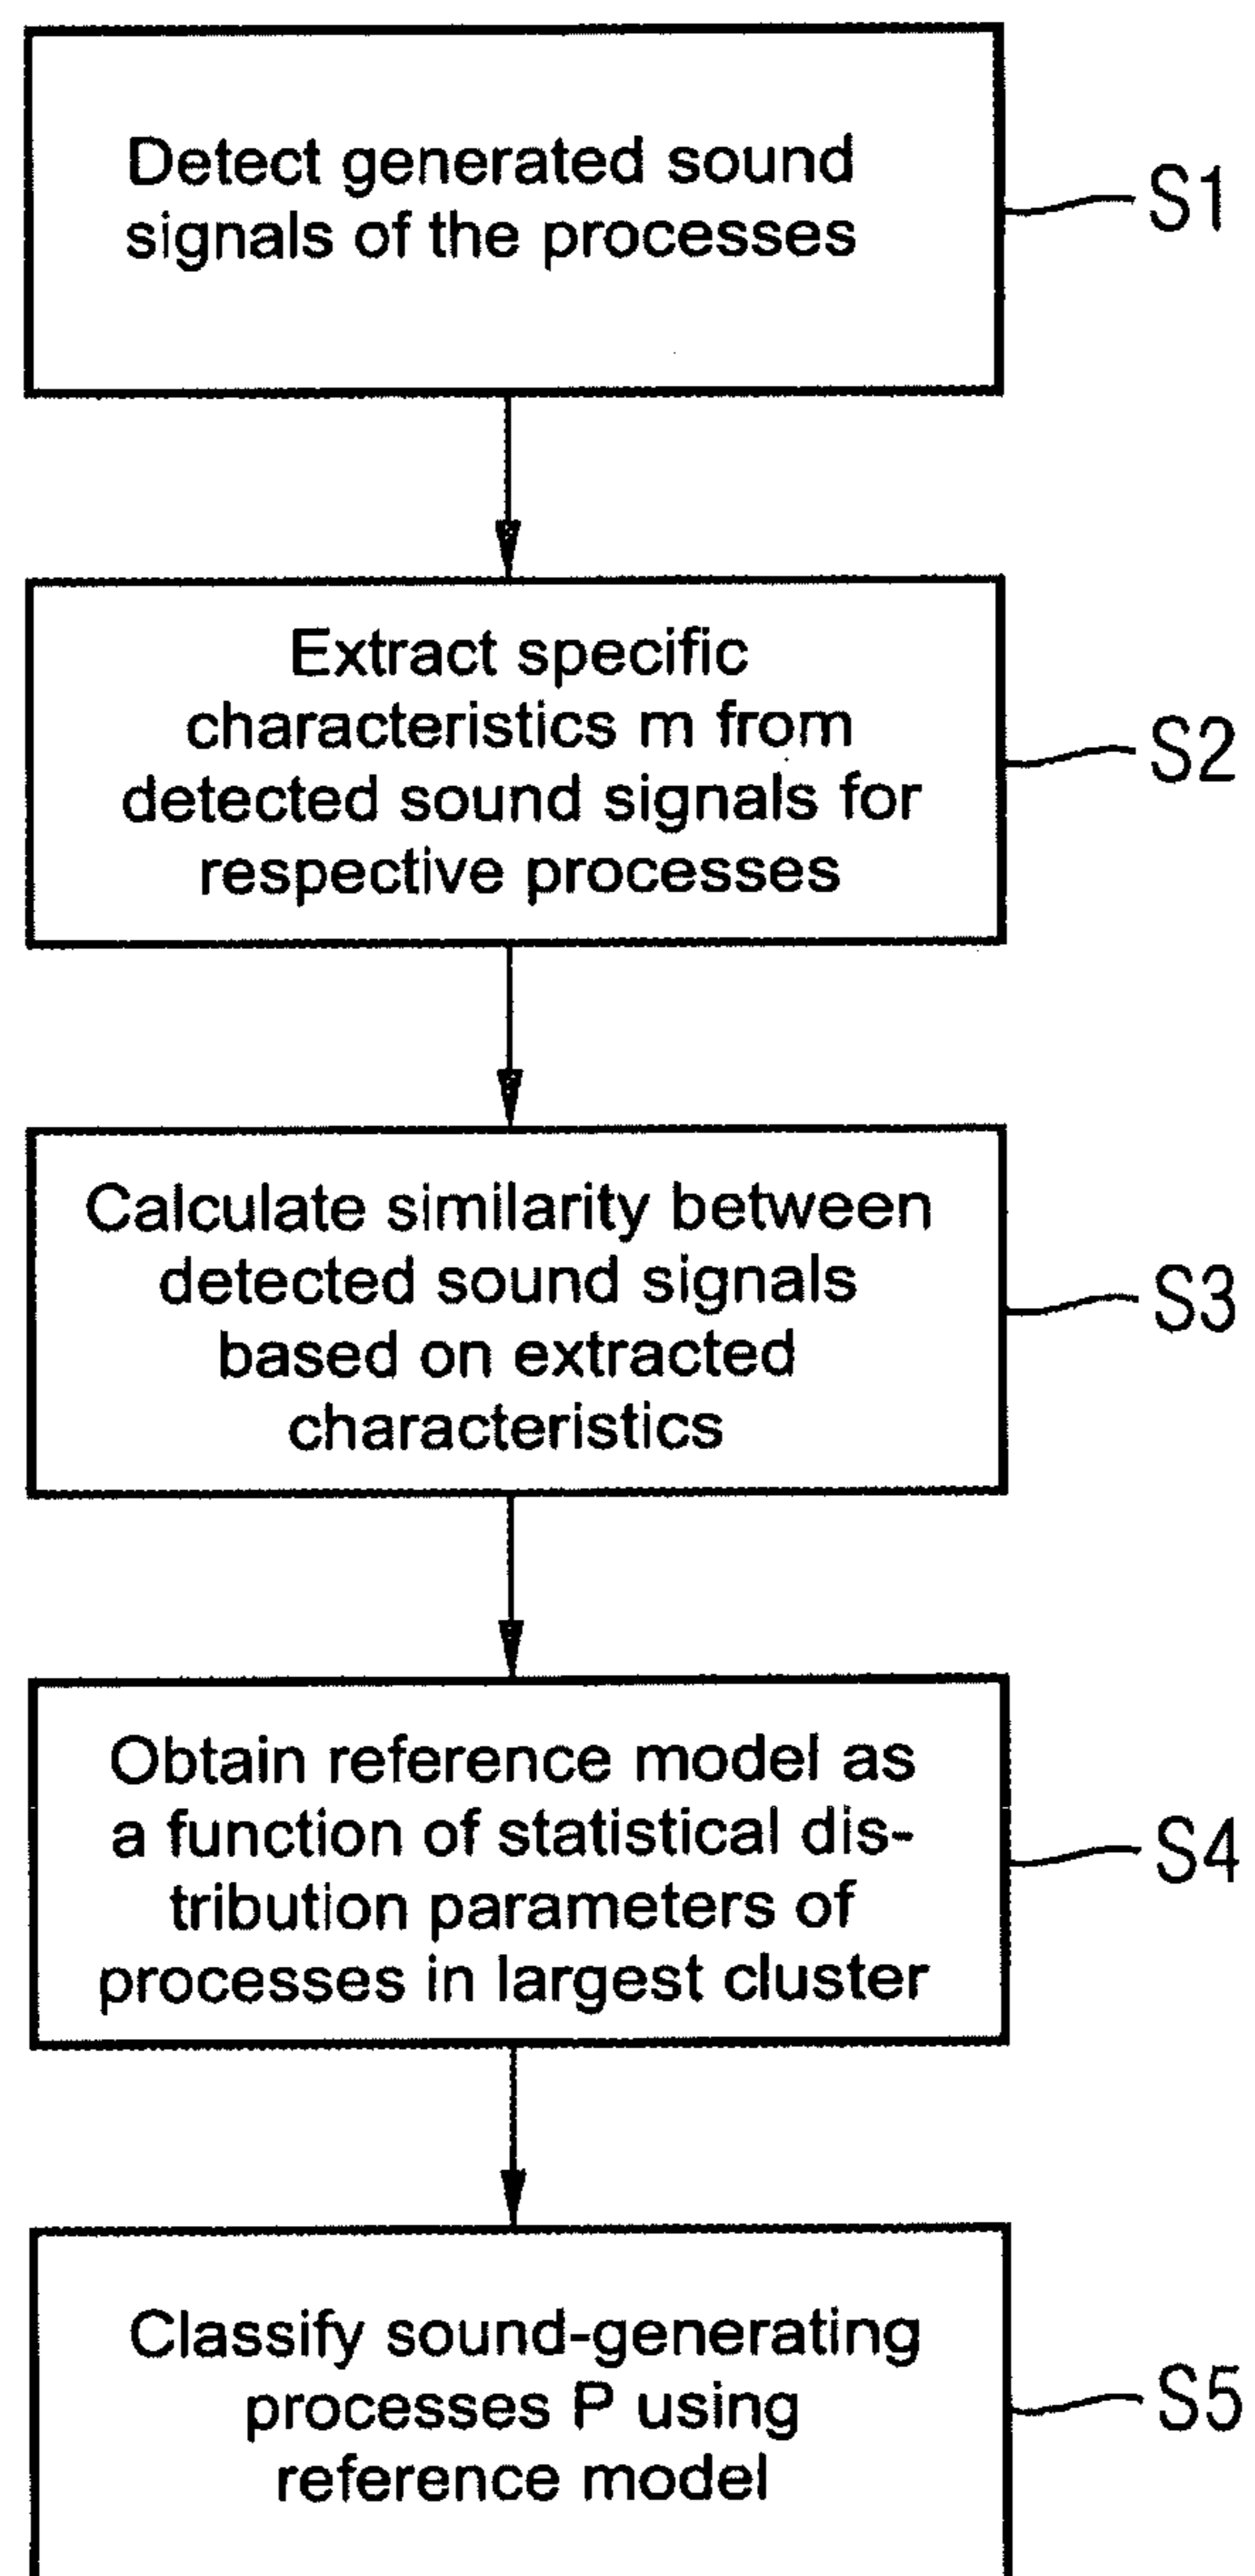 Detect generated sound
signals of the processes
S1
Extract specific
characteristics m from
detected sound signals for
respective processes
S2
Calculate similarity between
detected sound signals
based on extracted
characteristics
S3
Obtain reference model as
a function of statistical dis-
tribution parameters of
processes in largest cluster
S4
Classify sound-generating
processes P using
reference model
S5